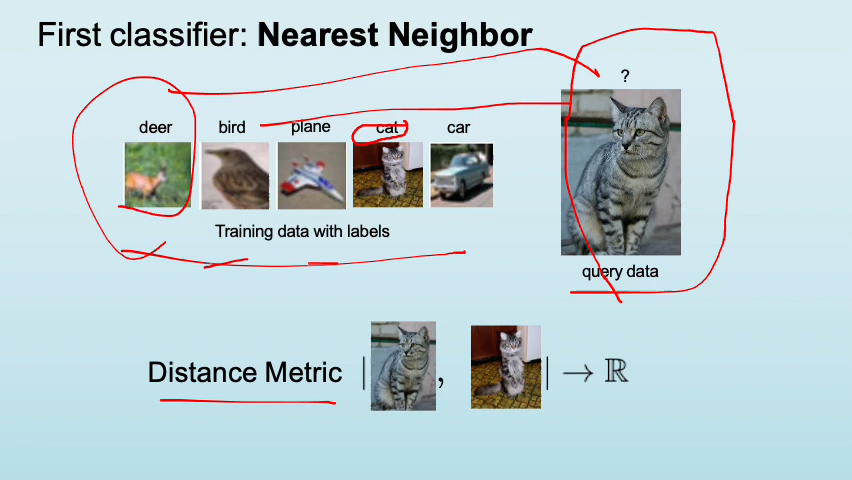 First classifier: Nearest Neighbor
?
deer bird plane cat car
Training data with labels
query data
Distance Metric | , | → ℝ